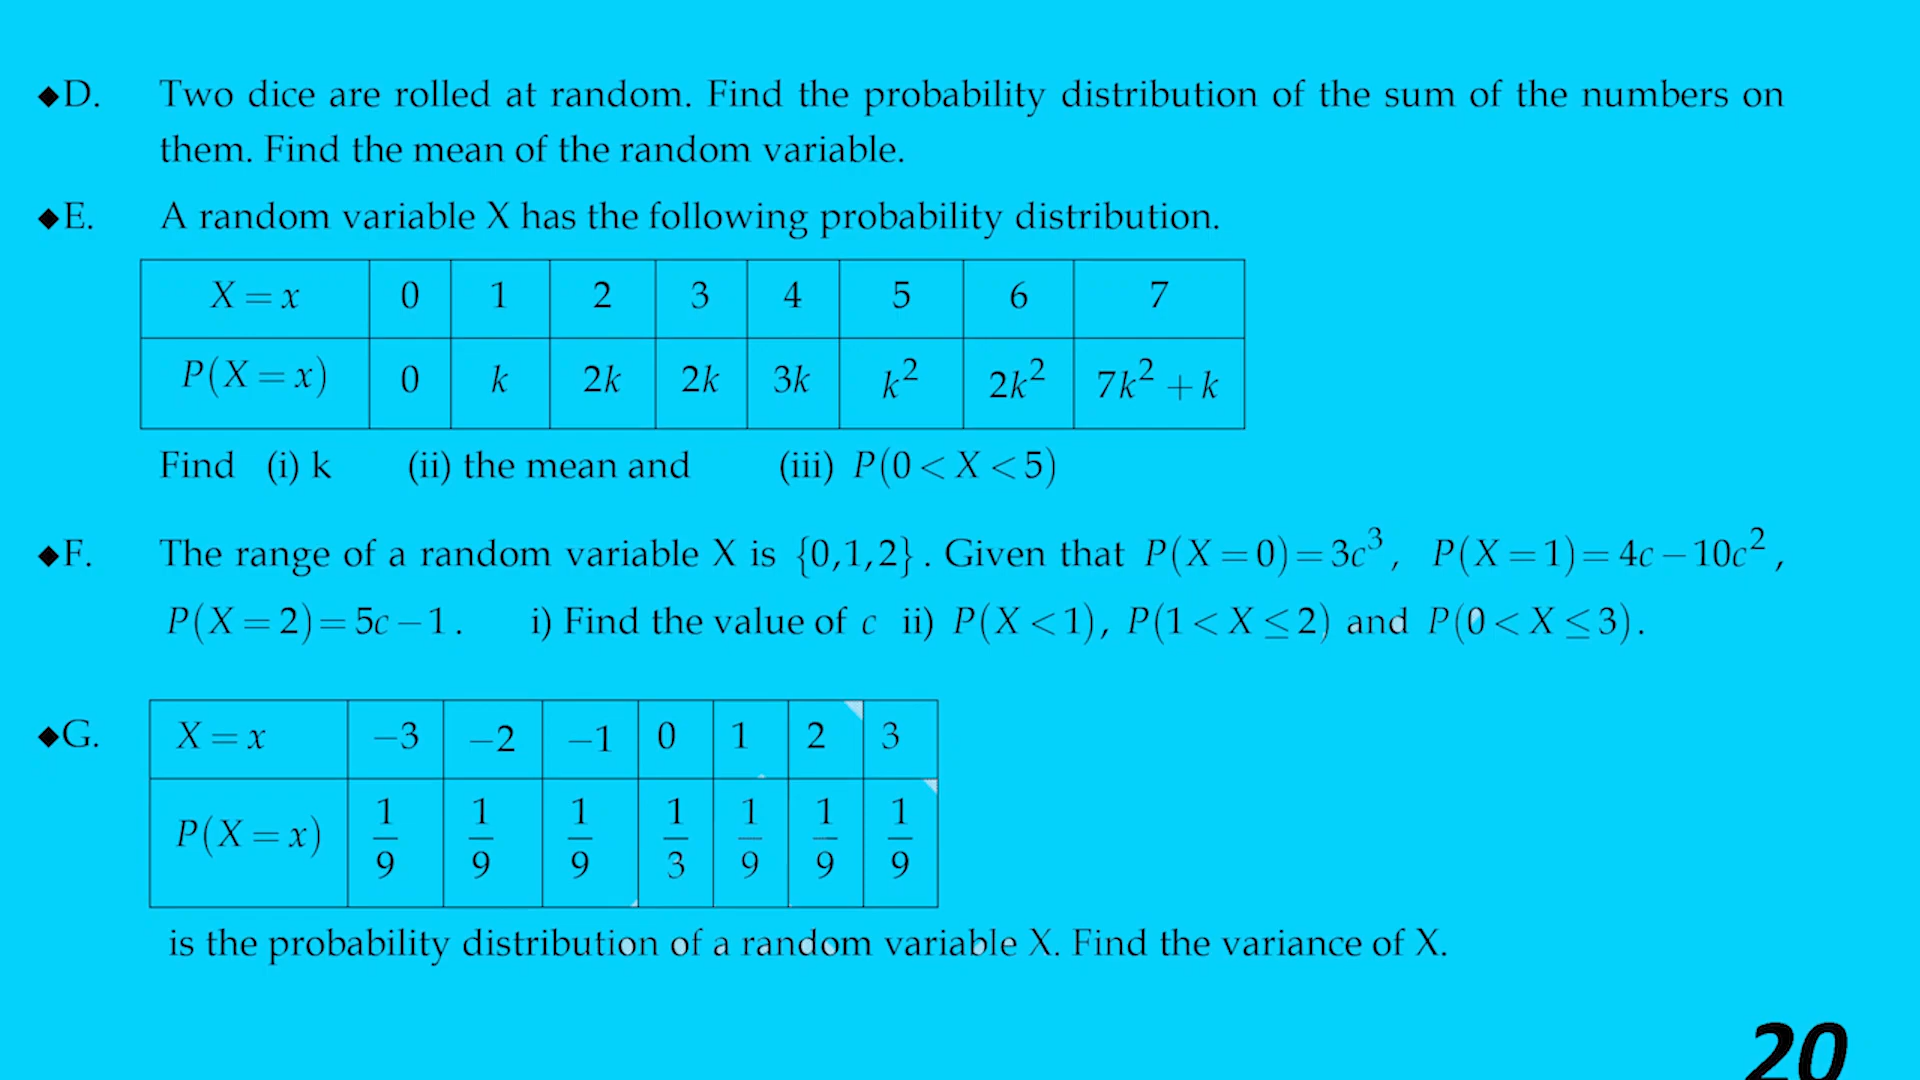 ◆D. Two dice are rolled at random. Find the probability distribution of the sum of the numbers on
them. Find the mean of the random variable.
◆E. A random variable X has the following probability distribution.
X = x 0 1 2 3 4 5 6 7
P(X = x) 0 k 2k 2k 3k k² 2k² 7k² + k
Find (i) k (ii) the mean and (iii) P(0 < X < 5)
◆F. The range of a random variable X is {0,1,2}. Given that P(X = 0) = 3c³, P(X = 1) = 4c − 10c²,
P(X = 2) = 5c − 1. i) Find the value of c ii) P(X < 1), P(1 < X ≤ 2) and P(0 < X ≤ 3).
◆G. X = x −3 −2 −1 0 1 2 3
P(X = x) 1/9 1/9 1/9 1/3 1/9 1/9 1/9
is the probability distribution of a random variable X. Find the variance of X.
20